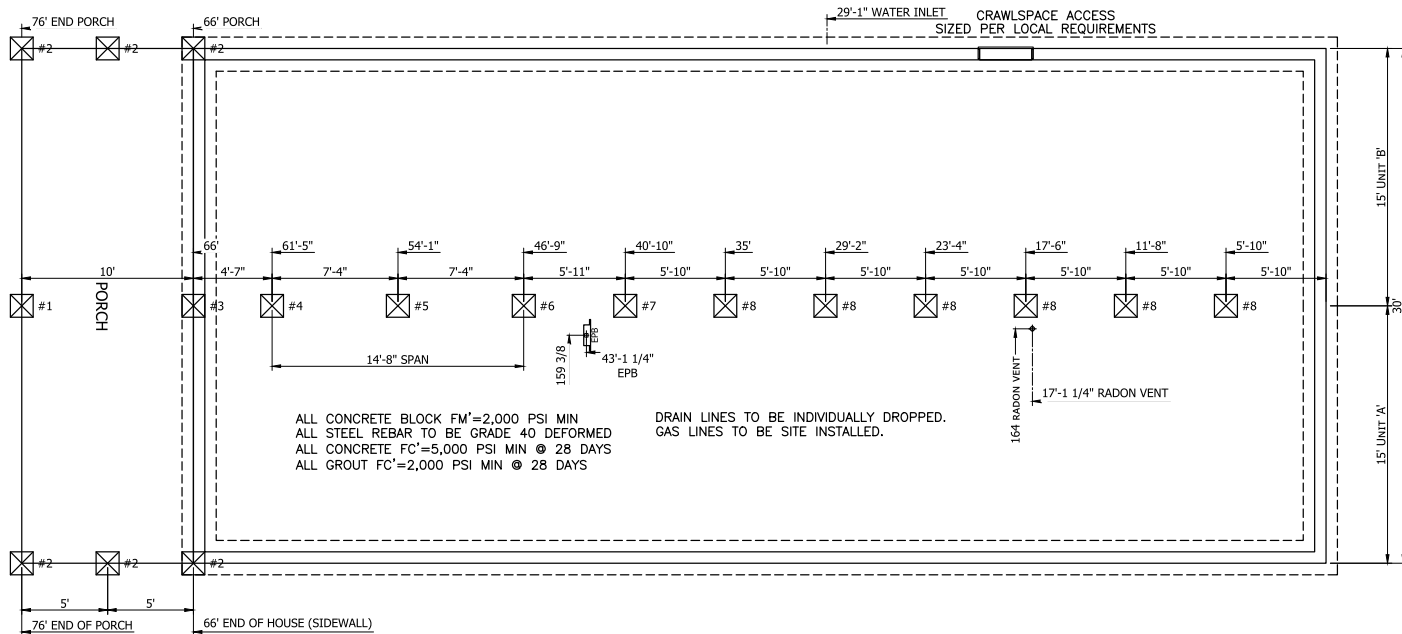 76' END PORCH
66' PORCH
29'-1" WATER INLET
CRAWLSPACE ACCESS
SIZED PER LOCAL REQUIREMENTS
#2
#2
#2
15' UNIT 'B'
66'
61'-5"
54'-1"
46'-9"
40'-10"
35'
29'-2"
23'-4"
17'-6"
11'-8"
5'-10"
10'
4'-7"
7'-4"
7'-4"
5'-11"
5'-10"
5'-10"
5'-10"
5'-10"
5'-10"
5'-10"
5'-10"
#1
PORCH
#3
#4
#5
#6
#7
#8
#8
#8
#8
#8
#8
30'
EPB
14'-8" SPAN
159 3/8
43'-1 1/4"
EPB
164 RADON VENT
17'-1 1/4" RADON VENT
15' UNIT 'A'
ALL CONCRETE BLOCK FM'=2,000 PSI MIN
ALL STEEL REBAR TO BE GRADE 40 DEFORMED
ALL CONCRETE FC'=5,000 PSI MIN @ 28 DAYS
ALL GROUT FC'=2,000 PSI MIN @ 28 DAYS
DRAIN LINES TO BE INDIVIDUALLY DROPPED.
GAS LINES TO BE SITE INSTALLED.
#2
#2
#2
5'
5'
76' END OF PORCH
66' END OF HOUSE (SIDEWALL)